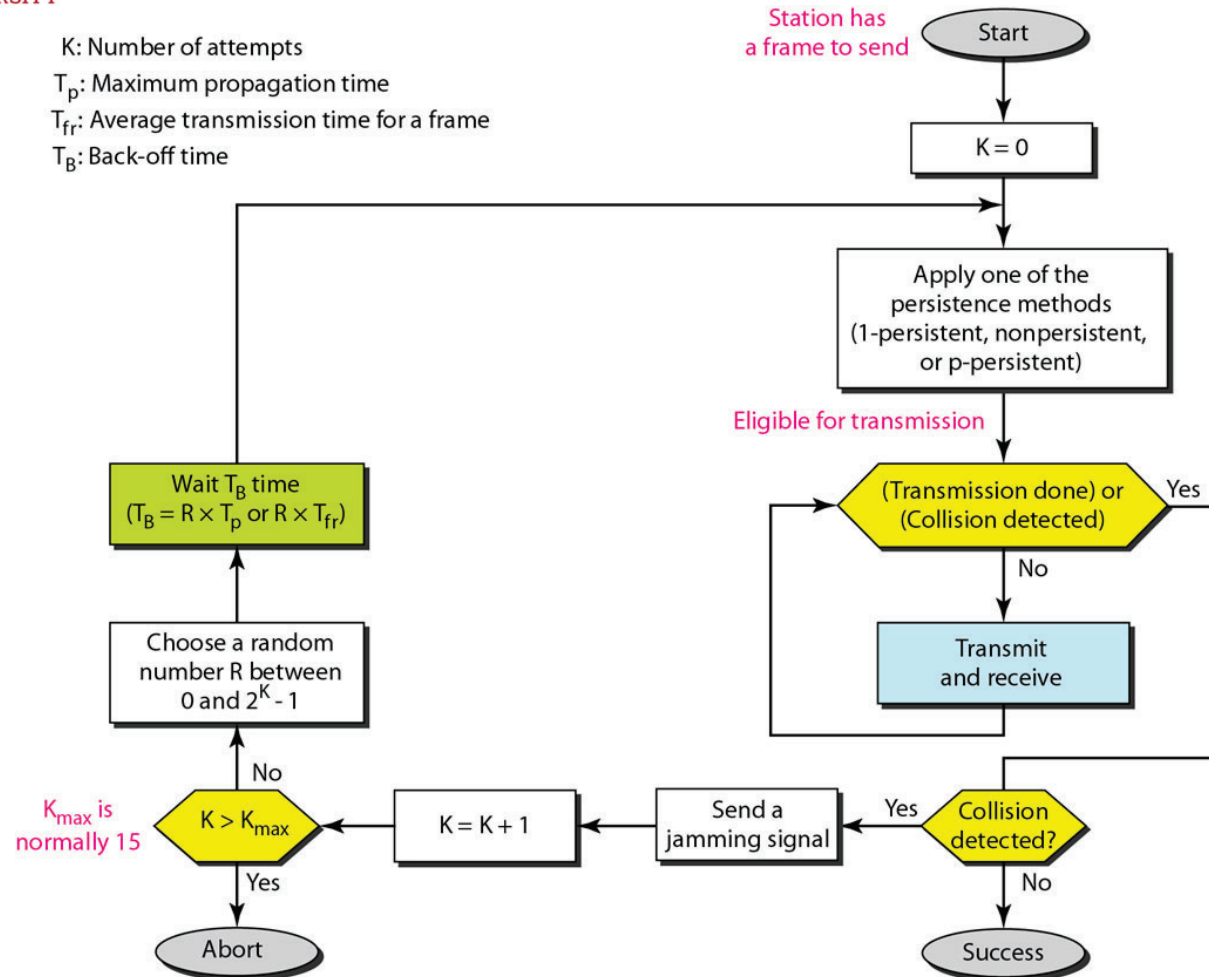 K: Number of attempts
Tp: Maximum propagation time
Tfr: Average transmission time for a frame
TB: Back-off time
Station has
a frame to send
Start
K = 0
Apply one of the
persistence methods
(1-persistent, nonpersistent,
or p-persistent)
Eligible for transmission
(Transmission done) or
(Collision detected)
Yes
No
Transmit
and receive
Collision
detected?
Yes
No
Success
Send a
jamming signal
K = K + 1
K > Kmax
Kmax is
normally 15
Yes
Abort
No
Choose a random
number R between
0 and 2^K - 1
Wait TB time
(TB = R × Tp or R × Tfr)